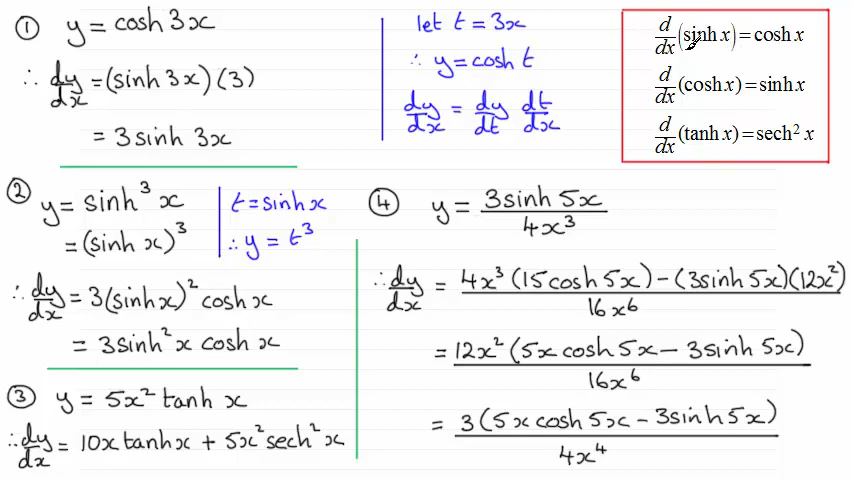 ① y = cosh 3x
∴ dy/dx = (sinh 3x)(3)
= 3 sinh 3x
let t = 3x
∴ y = cosh t
dy/dx = dy/dt dt/dx
d/dx (sinh x) = cosh x
d/dx (cosh x) = sinh x
d/dx (tanh x) = sech² x
② y = sinh³ x
= (sinh x)³
t = sinh x
∴ y = t³
∴ dy/dx = 3(sinh x)² cosh x
= 3 sinh² x cosh x
③ y = 5x² tanh x
∴ dy/dx = 10x tanh x + 5x² sech² x
④ y = 3 sinh 5x / 4x³
∴ dy/dx = 4x³ (15 cosh 5x) − (3 sinh 5x)(12x²) / 16x⁶
= 12x² (5x cosh 5x − 3 sinh 5x) / 16x⁶
= 3 (5x cosh 5x − 3 sinh 5x) / 4x⁴